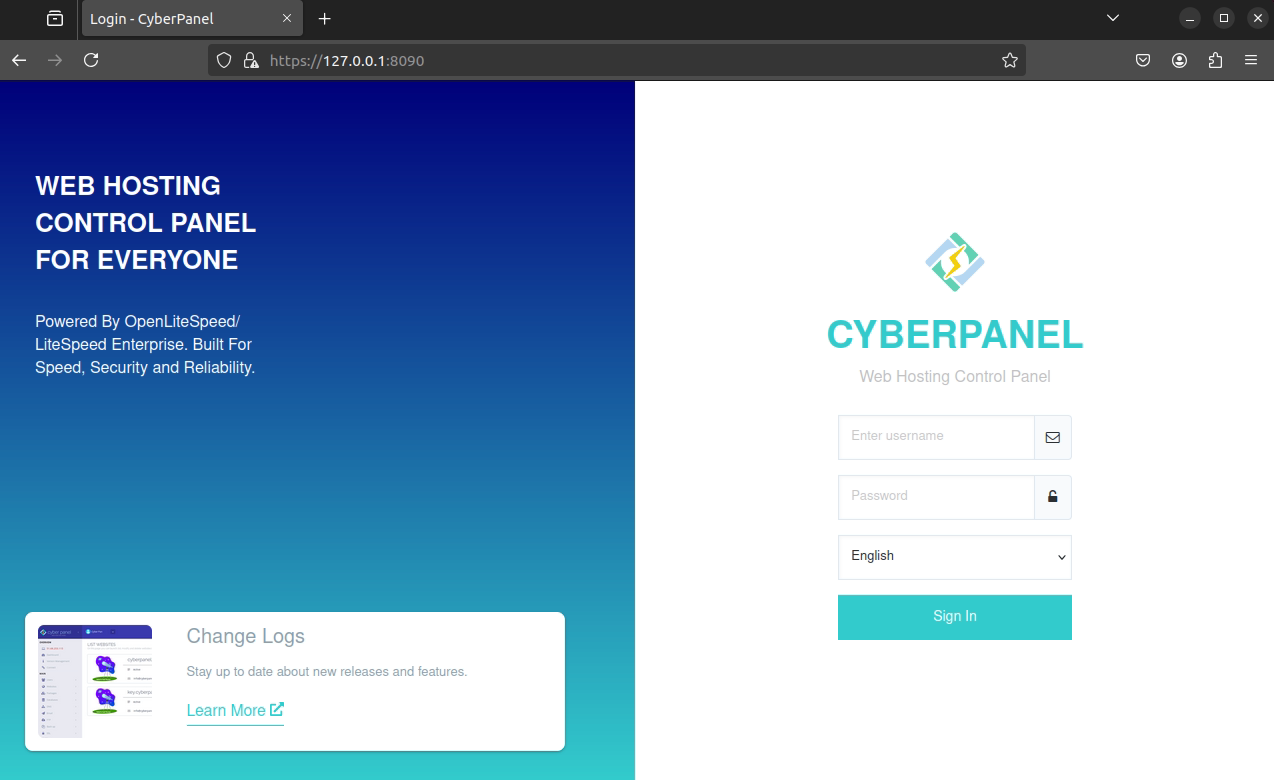 Login - CyberPanel
https://127.0.0.1:8090
WEB HOSTING
CONTROL PANEL
FOR EVERYONE
Powered By OpenLiteSpeed/
LiteSpeed Enterprise. Built For
Speed, Security and Reliability.
Change Logs
Stay up to date about new releases and features.
Learn More
CYBERPANEL
Web Hosting Control Panel
Enter username
Password
English
Sign In